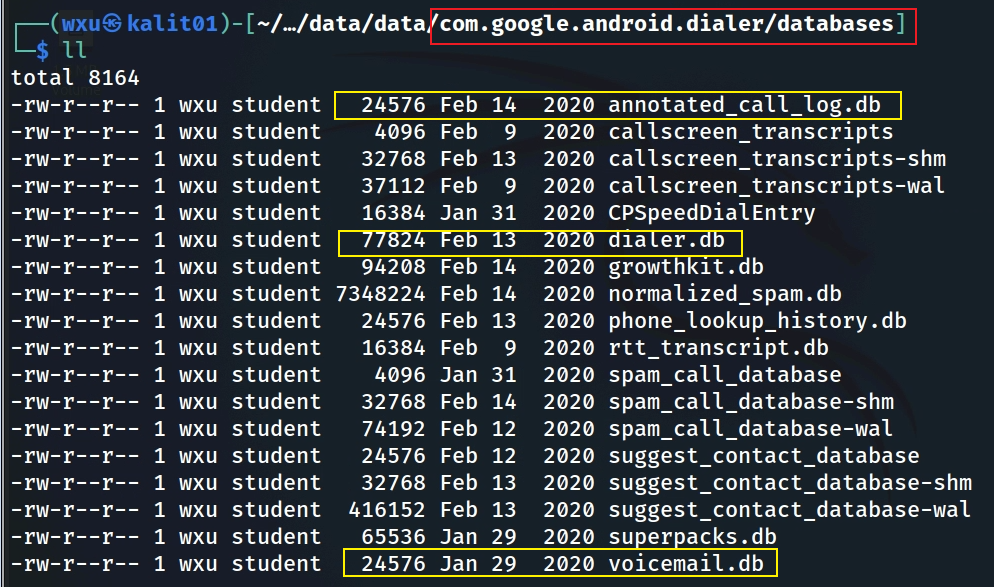 (wxu㉿kalit01)-[~/…/data/data/com.google.android.dialer/databases]
$ ll
total 8164
-rw-r--r-- 1 wxu student   24576 Feb 14  2020 annotated_call_log.db
-rw-r--r-- 1 wxu student    4096 Feb  9  2020 callscreen_transcripts
-rw-r--r-- 1 wxu student   32768 Feb 13  2020 callscreen_transcripts-shm
-rw-r--r-- 1 wxu student   37112 Feb  9  2020 callscreen_transcripts-wal
-rw-r--r-- 1 wxu student   16384 Jan 31  2020 CPSpeedDialEntry
-rw-r--r-- 1 wxu student   77824 Feb 13  2020 dialer.db
-rw-r--r-- 1 wxu student   94208 Feb 14  2020 growthkit.db
-rw-r--r-- 1 wxu student 7348224 Feb 14  2020 normalized_spam.db
-rw-r--r-- 1 wxu student   24576 Feb 13  2020 phone_lookup_history.db
-rw-r--r-- 1 wxu student   16384 Feb  9  2020 rtt_transcript.db
-rw-r--r-- 1 wxu student    4096 Jan 31  2020 spam_call_database
-rw-r--r-- 1 wxu student   32768 Feb 14  2020 spam_call_database-shm
-rw-r--r-- 1 wxu student   74192 Feb 12  2020 spam_call_database-wal
-rw-r--r-- 1 wxu student   24576 Feb 12  2020 suggest_contact_database
-rw-r--r-- 1 wxu student   32768 Feb 13  2020 suggest_contact_database-shm
-rw-r--r-- 1 wxu student  416152 Feb 13  2020 suggest_contact_database-wal
-rw-r--r-- 1 wxu student   65536 Jan 29  2020 superpacks.db
-rw-r--r-- 1 wxu student   24576 Jan 29  2020 voicemail.db